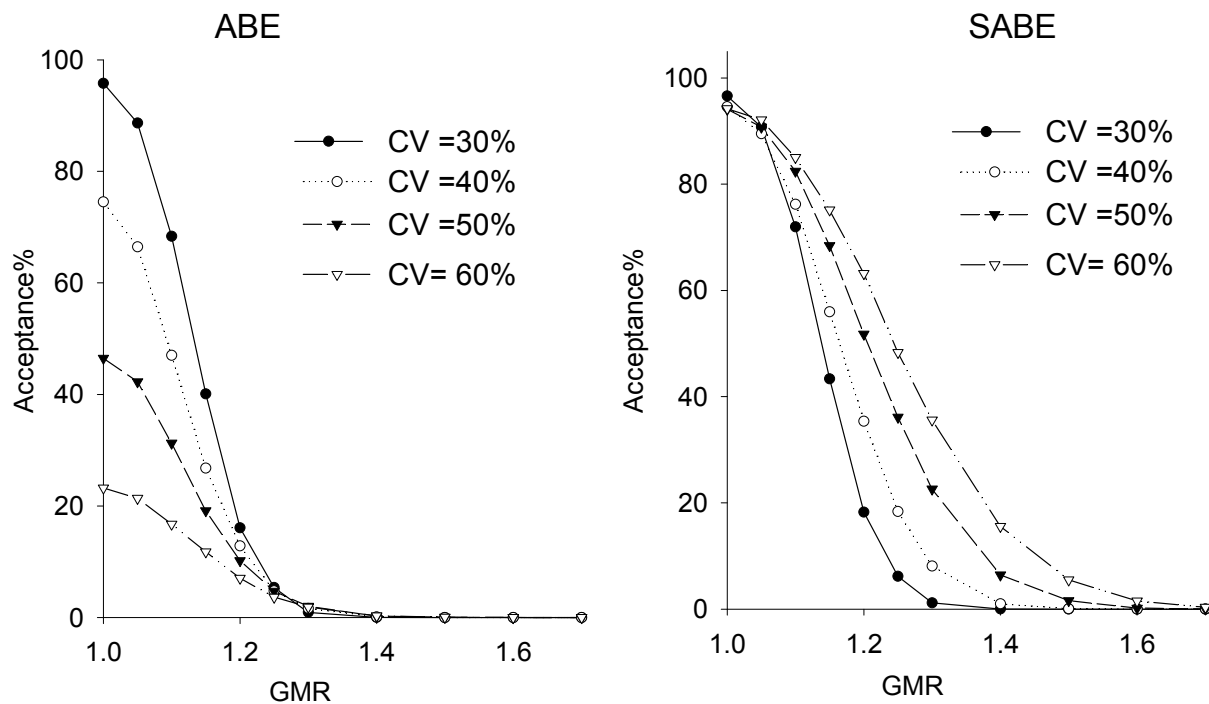 ABE
100
80
60
40
20
0
Acceptance%
CV =30%
CV =40%
CV =50%
CV= 60%
1.0 1.2 1.4 1.6
GMR
SABE
100
80
60
40
20
0
Acceptance%
CV =30%
CV =40%
CV =50%
CV= 60%
1.0 1.2 1.4 1.6
GMR